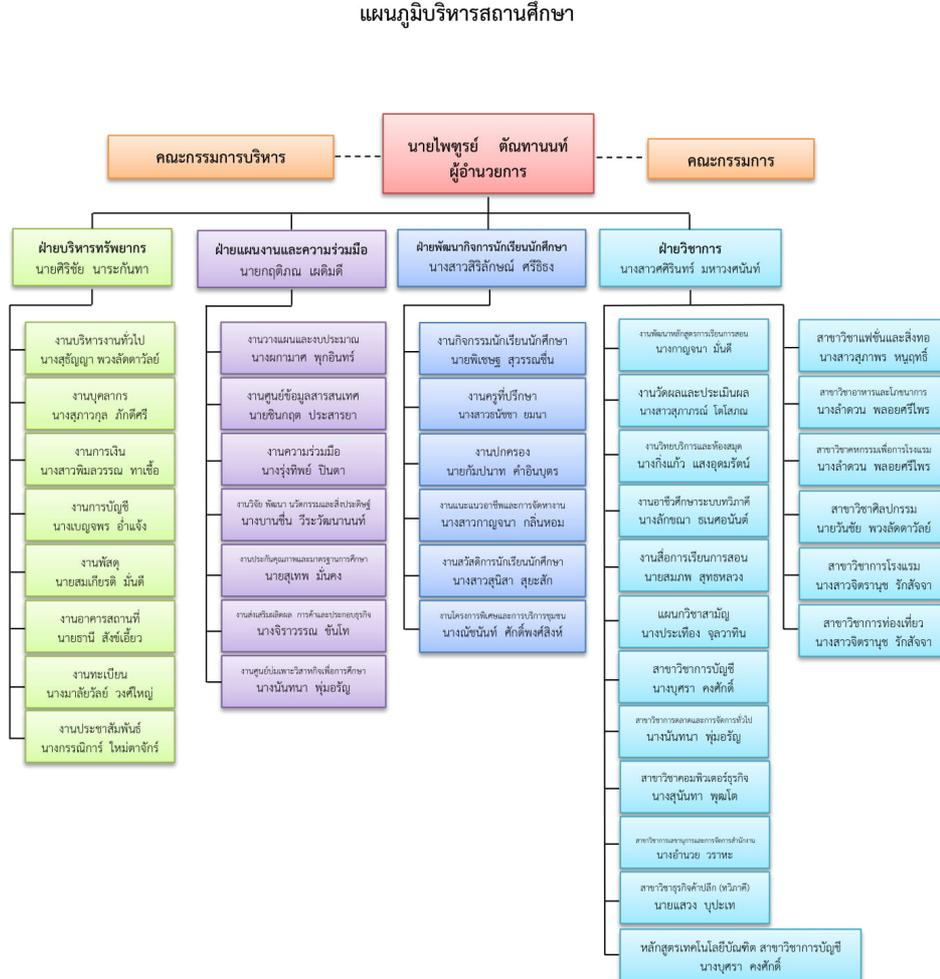 แผนภูมิบริหารสถานศึกษา
คณะกรรมการบริหาร
นายไพฑูรย์ ตัณทานนท์
ผู้อำนวยการ
คณะกรรมการ
ฝ่ายบริหารทรัพยากร
นายศิริชัย นาระกันทา
ฝ่ายแผนงานและความร่วมมือ
นายกฤติภณ เผดิมดี
ฝ่ายพัฒนากิจการนักเรียนนักศึกษา
นางสาวสิริลักษณ์ ศรีธิธง
ฝ่ายวิชาการ
นางสาวศศิรินทร์ มหาวงศนันท์
งานบริหารงานทั่วไป
นางสุธัญญา พวงลัดดาวัลย์
งานบุคลากร
นางสุภาวกุล ภักดีศรี
งานการเงิน
นางสาวพิมลวรรณ ทาเชื้อ
งานการบัญชี
นางเบญจพร อ่ำแจ้ง
งานพัสดุ
นายสมเกียรติ มั่นดี
งานอาคารสถานที่
นายธานี สังข์เอี้ยว
งานทะเบียน
นางมาลัยวัลย์ วงศ์ใหญ่
งานประชาสัมพันธ์
นางกรรณิการ์ ใหม่ตาจักร์
งานวางแผนและงบประมาณ
นางผกามาศ พุกอินทร์
งานศูนย์ข้อมูลสารสนเทศ
นายชินกฤต ประสารยา
งานความร่วมมือ
นางรุ่งทิพย์ ปินตา
งานวิจัย พัฒนา นวัตกรรมและสิ่งประดิษฐ์
นางบานชื่น วีระวัฒนานนท์
งานประกันคุณภาพและมาตรฐานการศึกษา
นายสุเทพ มั่นคง
งานส่งเสริมผลิตผล การค้าและประกอบธุรกิจ
นางจิราวรรณ ขันโท
งานศูนย์บ่มเพาะวิสาหกิจเพื่อการศึกษา
นางนันทนา พุ่มอรัญ
งานกิจกรรมนักเรียนนักศึกษา
นายพิเชษฐ สุวรรณชื่น
งานครูที่ปรึกษา
นางสาวธนัชชา ยมนา
งานปกครอง
นายกัมปนาท คำอินบุตร
งานแนะแนวอาชีพและการจัดหางาน
นางสาวกาญจนา กลิ่นหอม
งานสวัสดิการนักเรียนนักศึกษา
นางสาวสุนิสา สุยะสัก
งานโครงการพิเศษและการบริการชุมชน
นางณัชนันท์ ศักดิ์พงศ์สิงห์
งานพัฒนาหลักสูตรการเรียนการสอน
นางกาญจนา มั่นดี
งานวัดผลและประเมินผล
นางสาวสุภาภรณ์ โตโสภณ
งานวิทยบริการและห้องสมุด
นางกิ่งแก้ว แสงอุดมรัตน์
งานอาชีวศึกษาระบบทวิภาคี
นางลักขณา ธเนศอนันต์
งานสื่อการเรียนการสอน
นายสมภพ สุทธหลวง
แผนกวิชาสามัญ
นางประเทือง จุลวาทิน
สาขาวิชาการบัญชี
นางบุศรา คงศักดิ์
สาขาวิชาการตลาดและการจัดการทั่วไป
นางนันทนา พุ่มอรัญ
สาขาวิชาคอมพิวเตอร์ธุรกิจ
นางสุนันทา พุฒโต
สาขาวิชาการเลขานุการและการจัดการสำนักงาน
นางอำนวย วราหะ
สาขาวิชาธุรกิจค้าปลีก (ทวิภาคี)
นายแสวง บุปะเท
หลักสูตรเทคโนโลยีบัณฑิต สาขาวิชาการบัญชี
นางบุศรา คงศักดิ์
สาขาวิชาแฟชั่นและสิ่งทอ
นางสาวสุภาพร หนูฤทธิ์
สาขาวิชาอาหารและโภชนาการ
นางลำดวน พลอยศรีไพร
สาขาวิชาคหกรรมเพื่อการโรงแรม
นางลำดวน พลอยศรีไพร
สาขาวิชาศิลปกรรม
นายวันชัย พวงลัดดาวัลย์
สาขาวิชาการโรงแรม
นางสาวจิตรานุช รักสัจจา
สาขาวิชาการท่องเที่ยว
นางสาวจิตรานุช รักสัจจา